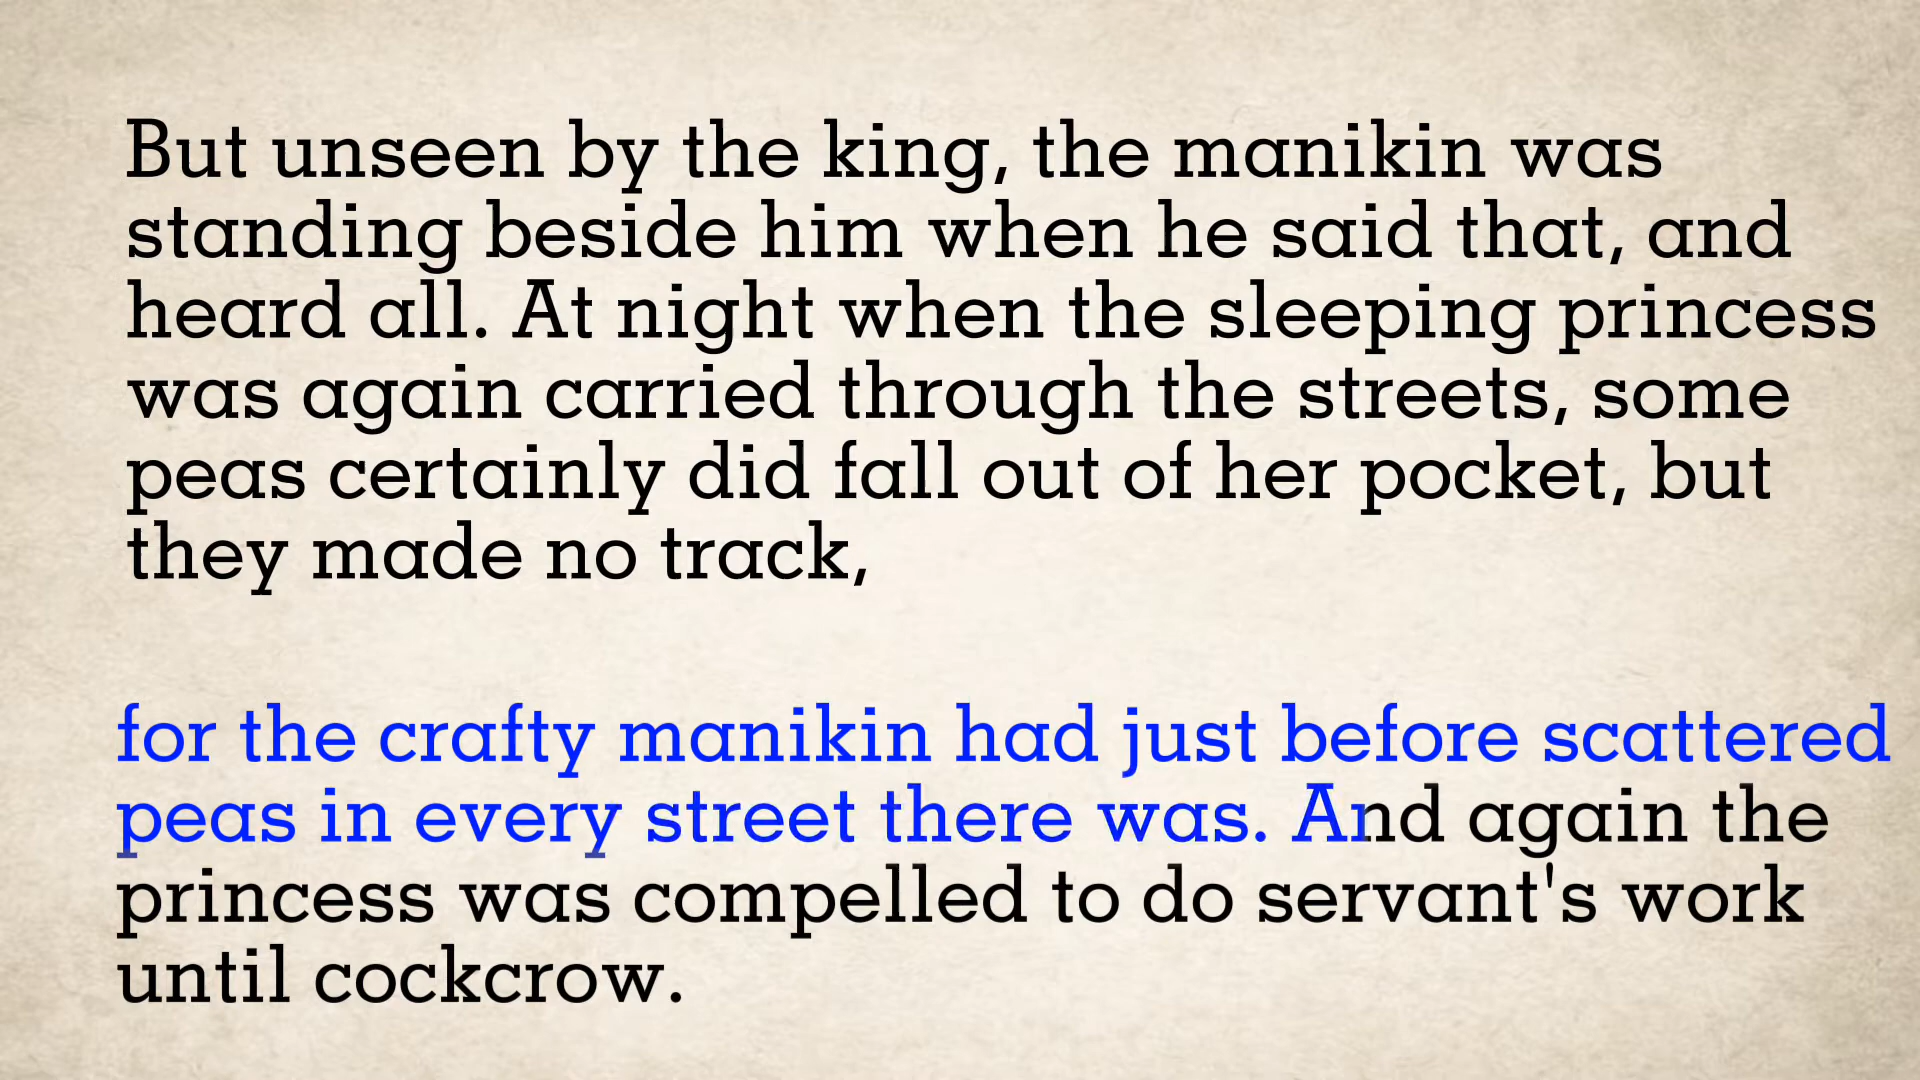 But unseen by the king, the manikin was
standing beside him when he said that, and
heard all. At night when the sleeping princess
was again carried through the streets, some
peas certainly did fall out of her pocket, but
they made no track,
for the crafty manikin had just before scattered
peas in every street there was. And again the
princess was compelled to do servant's work
until cockcrow.